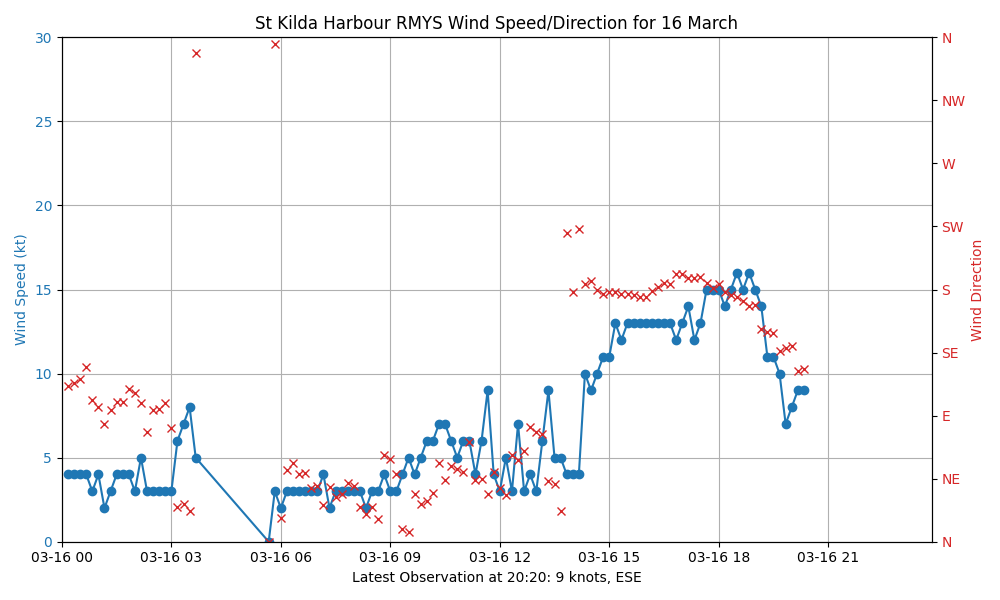 St Kilda Harbour RMYS Wind Speed/Direction for 16 March
30
25
20
15
10
5
0
Wind Speed (kt)
N
NW
W
SW
S
SE
E
NE
N
Wind Direction
03-16 00
03-16 03
03-16 06
03-16 09
03-16 12
03-16 15
03-16 18
03-16 21
Latest Observation at 20:20: 9 knots, ESE